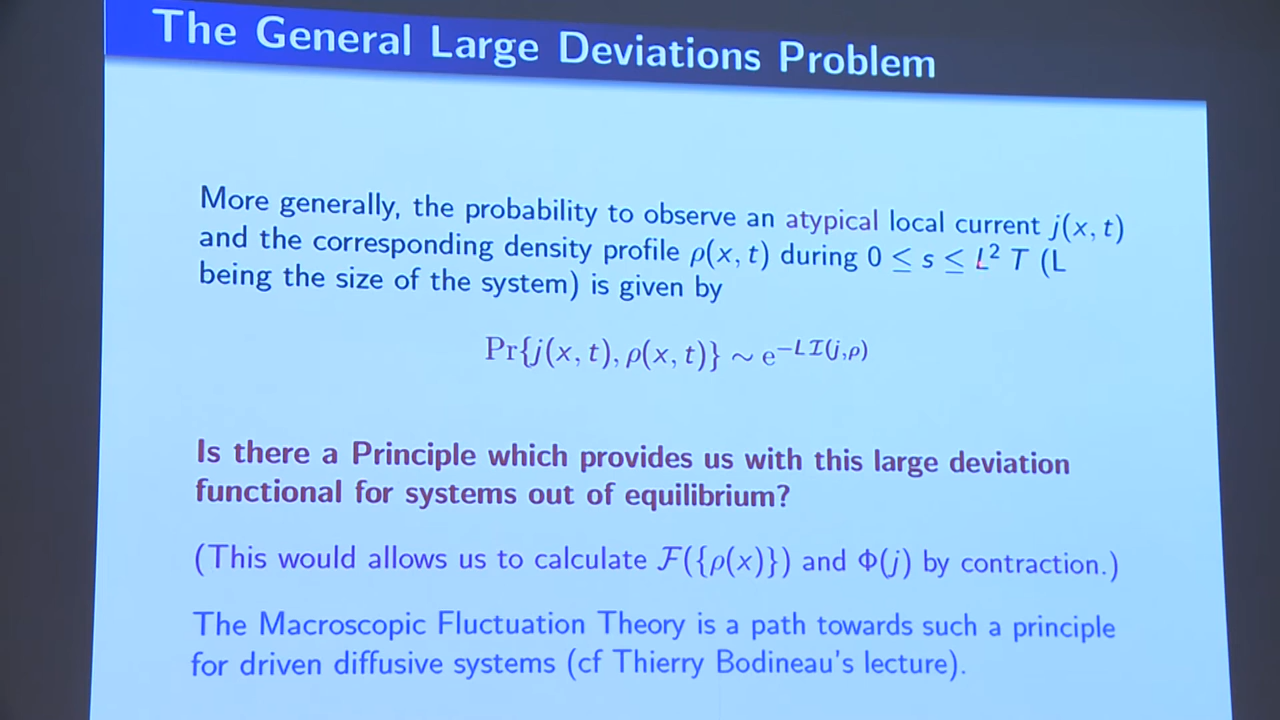 The General Large Deviations Problem
More generally, the probability to observe an atypical local current j(x, t)
and the corresponding density profile ρ(x, t) during 0 ≤ s ≤ L² T (L
being the size of the system) is given by
Pr{j(x, t), ρ(x, t)} ∼ e^{−L I(j,ρ)}
Is there a Principle which provides us with this large deviation
functional for systems out of equilibrium?
(This would allows us to calculate F({ρ(x)}) and Φ(j) by contraction.)
The Macroscopic Fluctuation Theory is a path towards such a principle
for driven diffusive systems (cf Thierry Bodineau's lecture).